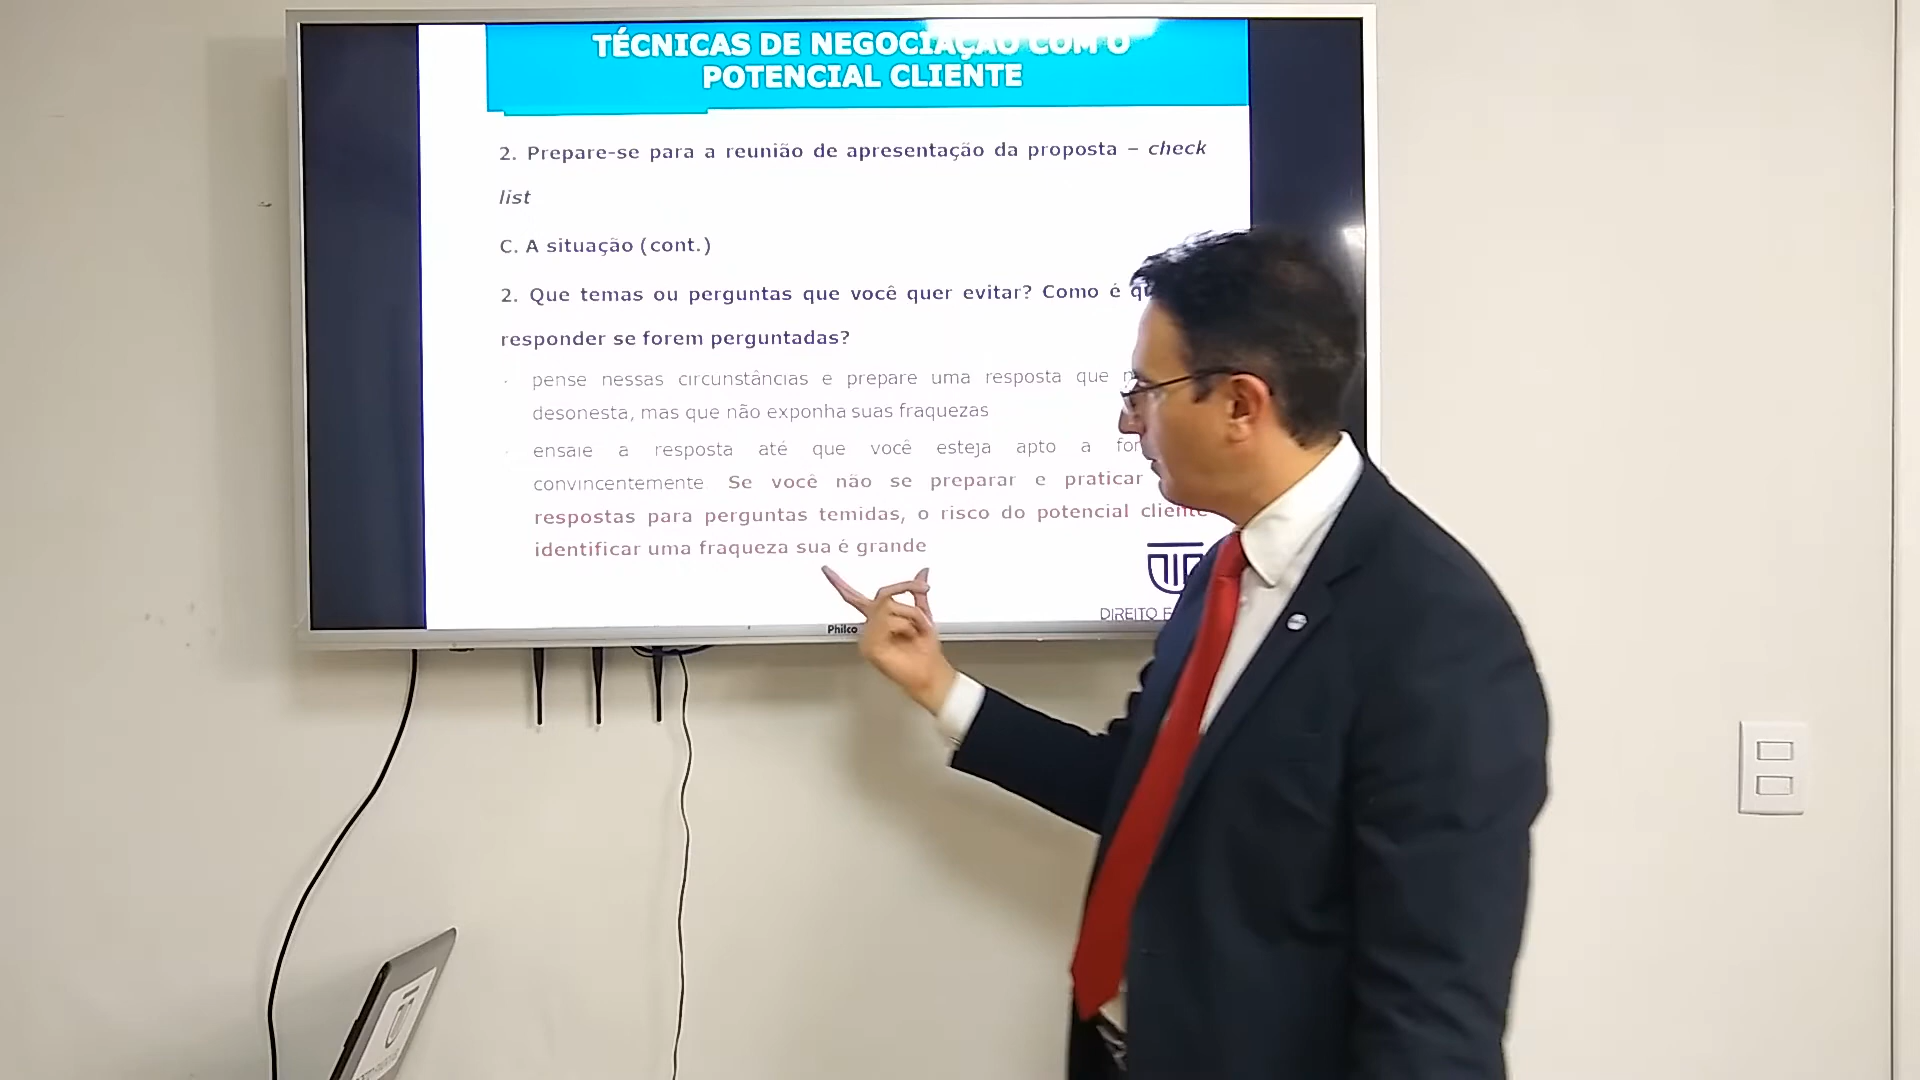 TÉCNICAS DE NEGOCIAÇÃO COM O
POTENCIAL CLIENTE
2. Prepare-se para a reunião de apresentação da proposta – check
list
C. A situação (cont.)
2. Que temas ou perguntas que você quer evitar? Como é
responder se forem perguntadas?
pense nessas circunstâncias e prepare uma resposta que
desonesta, mas que não exponha suas fraquezas
ensaie a resposta até que você esteja apto a
convincentemente Se você não se preparar e praticar
respostas para perguntas temidas, o risco do potencial cliente
identificar uma fraqueza sua é grande
DIREITO
Philco